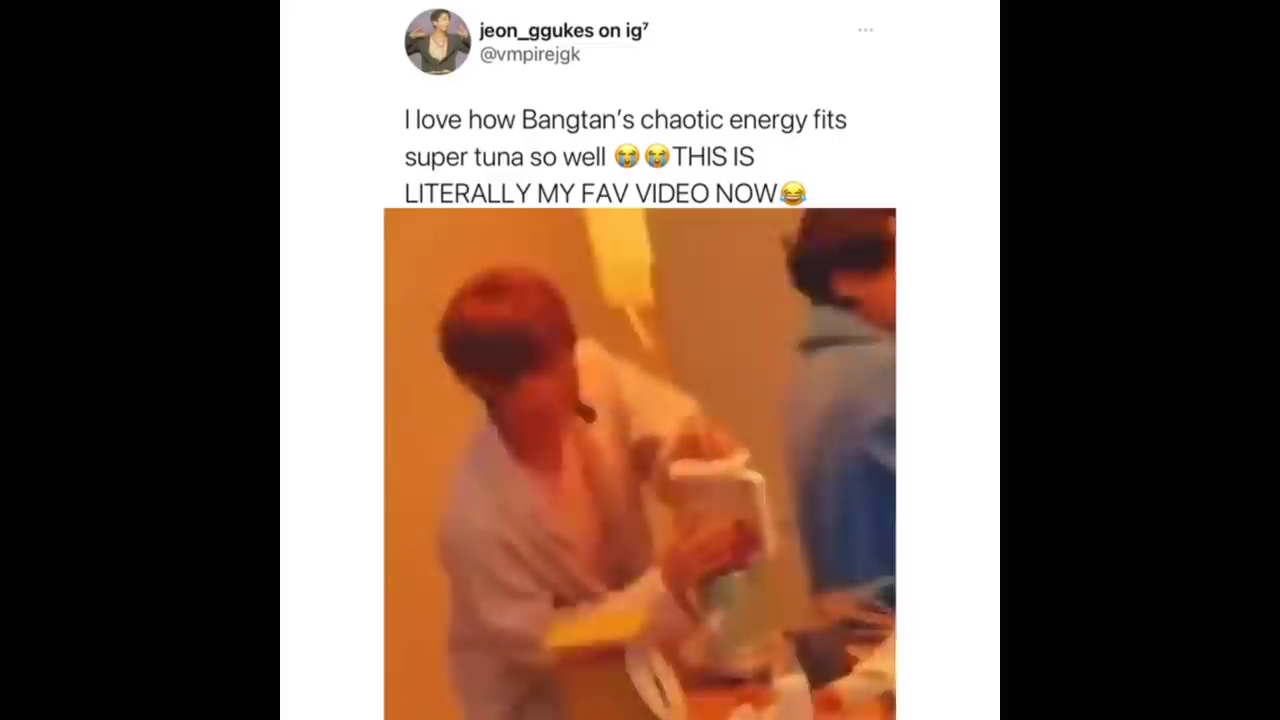 jeon_ggukes on ig⁷
@vmpirejgk
I love how Bangtan's chaotic energy fits
super tuna so well 😭😭THIS IS
LITERALLY MY FAV VIDEO NOW😂